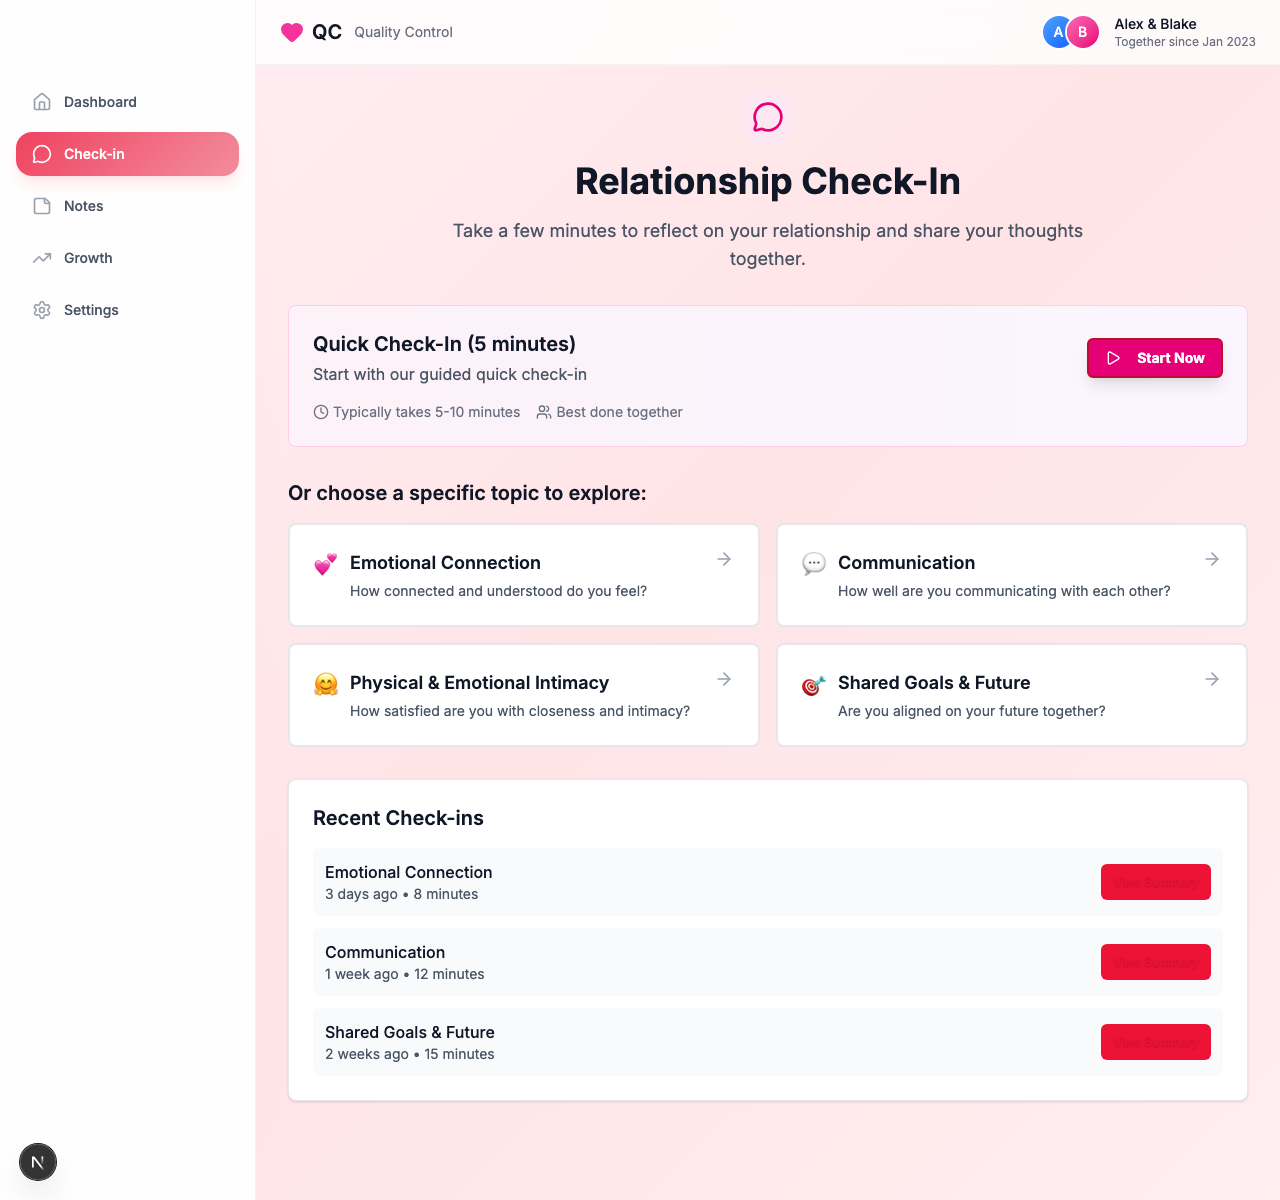 QC Quality Control
A B Alex & Blake
Together since Jan 2023
Dashboard
Check-in
Notes
Growth
Settings
Relationship Check-In
Take a few minutes to reflect on your relationship and share your thoughts
together.
Quick Check-In (5 minutes)
Start with our guided quick check-in
Typically takes 5-10 minutes Best done together
Start Now
Or choose a specific topic to explore:
Emotional Connection
How connected and understood do you feel?
Communication
How well are you communicating with each other?
Physical & Emotional Intimacy
How satisfied are you with closeness and intimacy?
Shared Goals & Future
Are you aligned on your future together?
Recent Check-ins
Emotional Connection
3 days ago • 8 minutes
View Summary
Communication
1 week ago • 12 minutes
View Summary
Shared Goals & Future
2 weeks ago • 15 minutes
View Summary
N